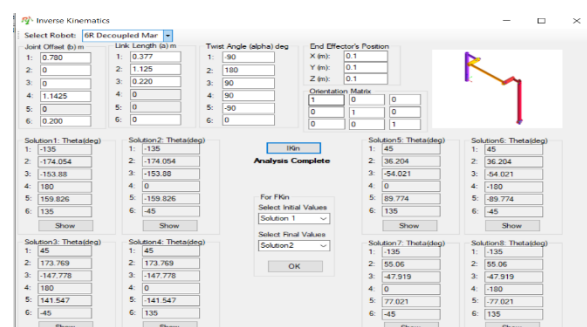 Inverse Kinematics
Select Robot: 6R Decoupled Mar
Joint Offset (b) m Link Length (a) m Twist Angle (alpha) deg End Effector's Position
1: 0.780 1: 0.377 1: -90 X (m): 0.1
2: 0 2: 1.125 2: 180 Y (m): 0.1
3: 0 3: 0.220 3: 90 Z (m): 0.1
4: 1.1425 4: 0 4: 90 Orientation Matrix
5: 0 5: 0 5: -90 1 0 0
6: 0.200 6: 0 6: 0 0 1 0
0 0 1
Solution1: Theta(deg) Solution2: Theta(deg) IKin Solution5: Theta(deg) Solution6: Theta(deg)
1: -135 1: -135 Analysis Complete 1: 45 1: 45
2: -174.054 2: -174.054 2: 36.204 2: 36.204
3: -153.88 3: -153.88 3: -54.021 3: -54.021
4: 180 4: 0 4: 0 4: -180
5: 159.826 5: -159.826 For FKin 5: 89.774 5: -89.774
6: 135 6: -45 Select Initial Values 6: 135 6: -45
Show Show Solution 1 Show Show
Solution3: Theta(deg) Solution4: Theta(deg) Select Final Values Solution7: Theta(deg) Solution8: Theta(deg)
1: 45 1: 45 Solution2 1: -135 1: -135
2: 173.769 2: 173.769 OK 2: 55.06 2: 55.06
3: -147.778 3: -147.778 3: -47.919 3: -47.919
4: 180 4: 0 4: 0 4: -180
5: 141.547 5: -141.547 5: 77.021 5: -77.021
6: -45 6: 135 6: -45 6: 135
Show Show Show Show